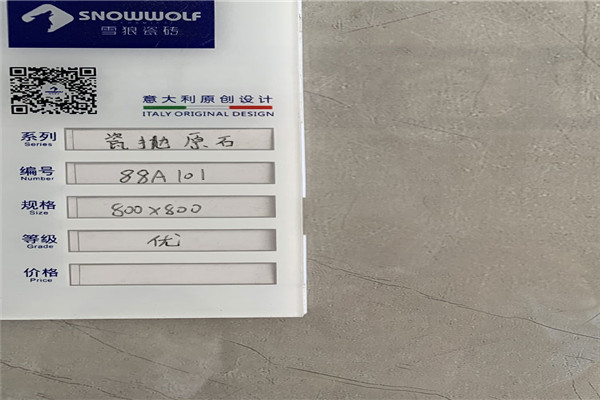 SNOWWOLF
雪狼瓷砖
意大利原创设计
ITALY ORIGINAL DESIGN
系列 瓷抛原石
Series
编号 88A101
Number
规格 800×800
Size
等级 优
Grade
价格
Price